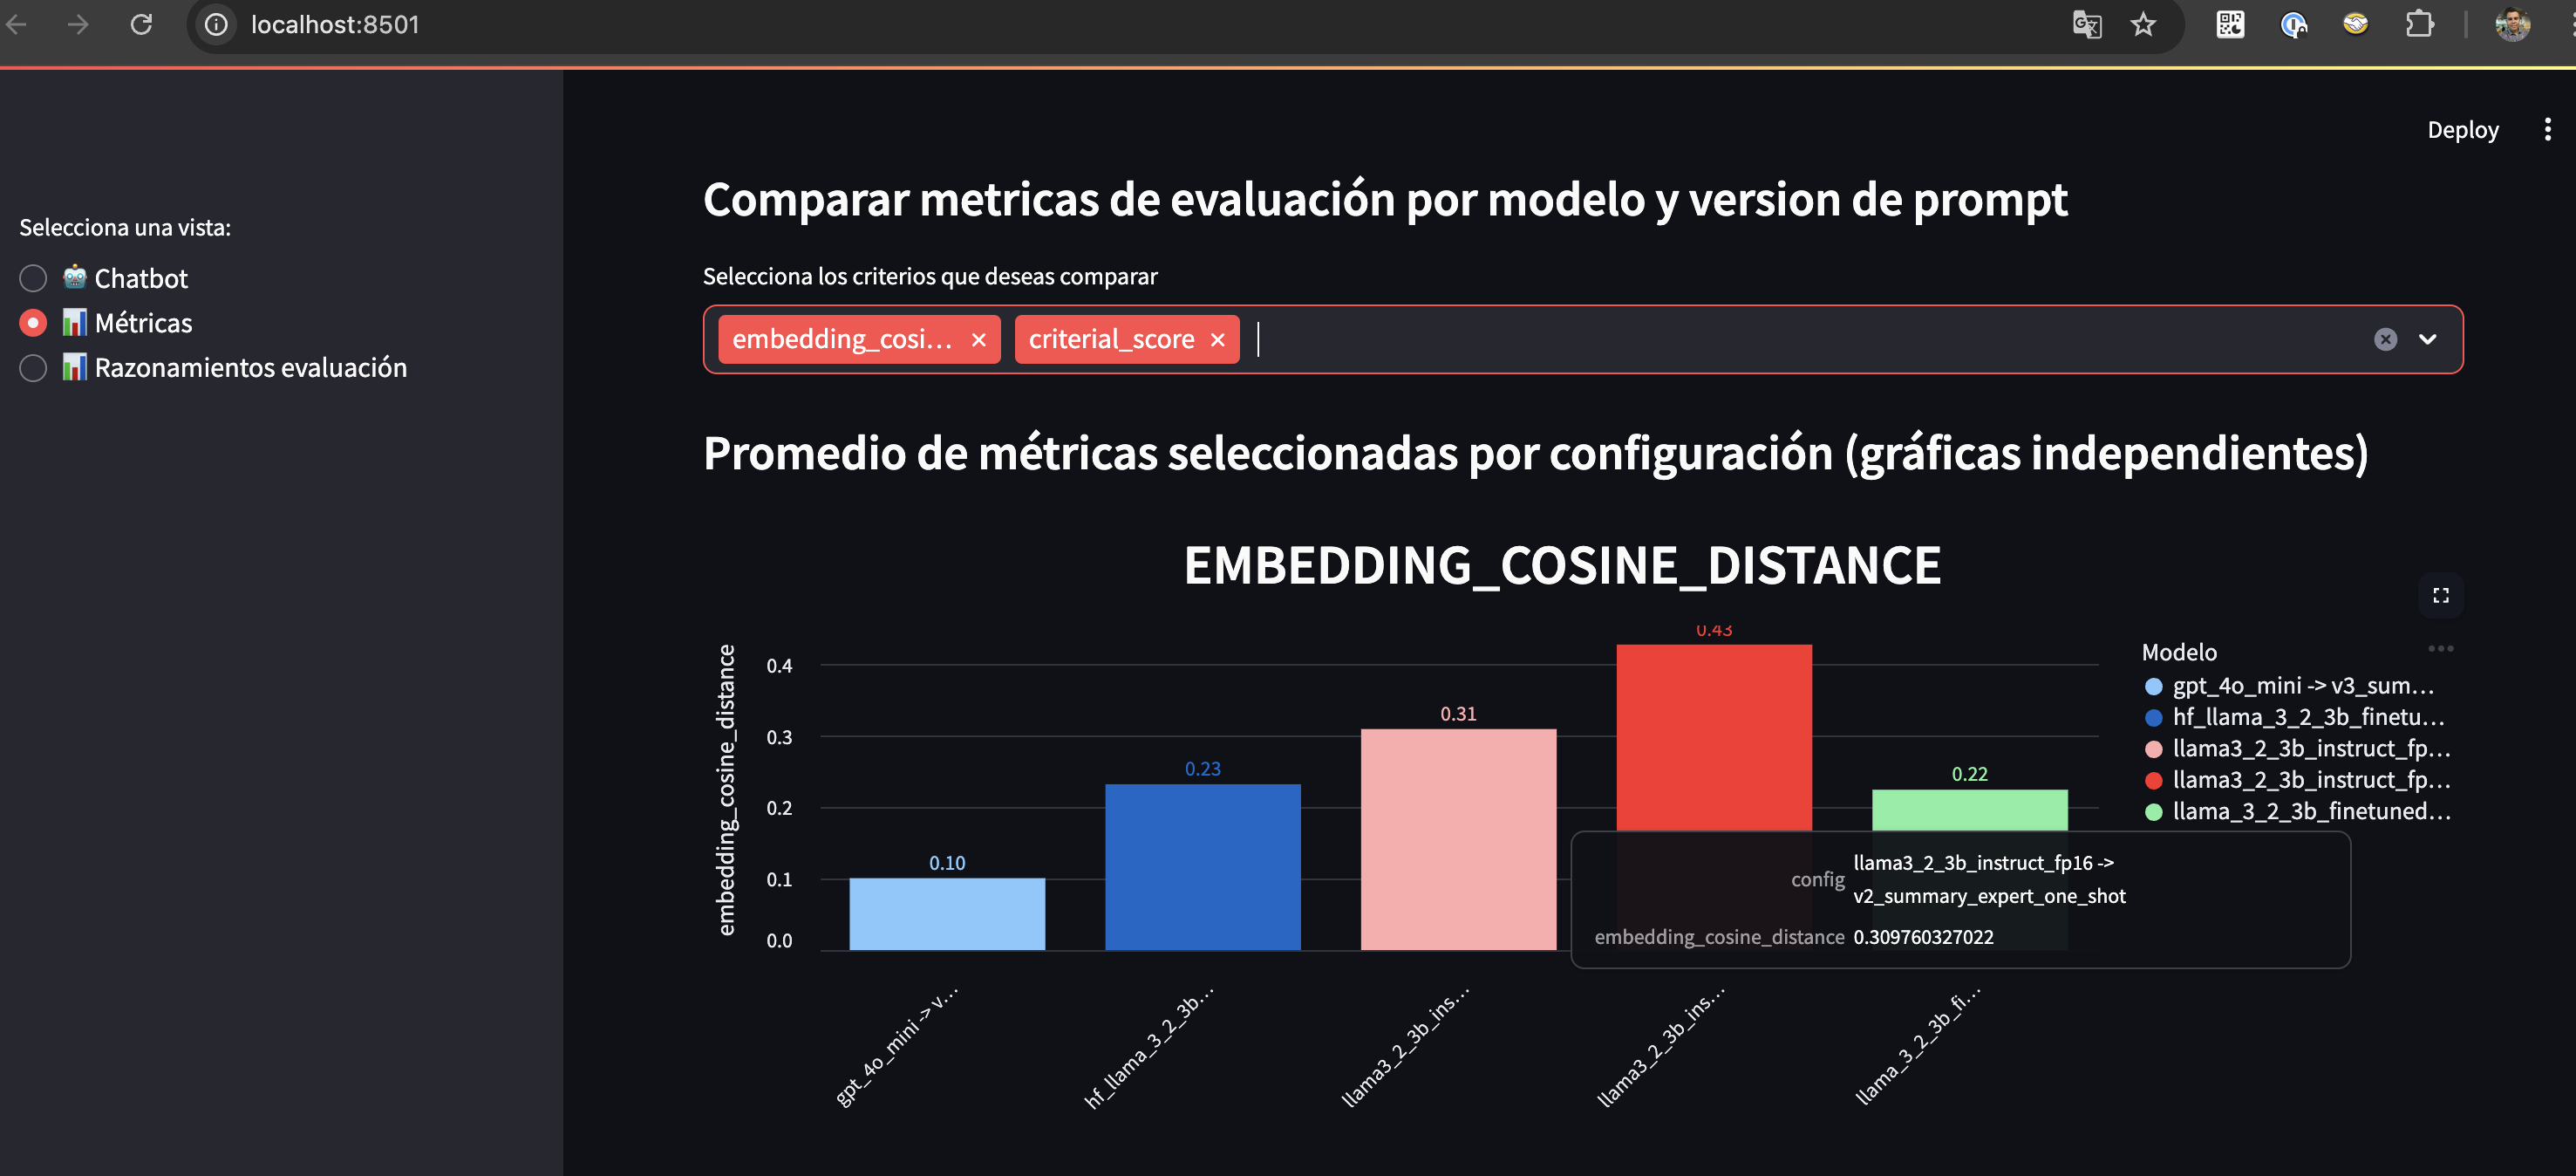 localhost:8501
Deploy
Selecciona una vista:
🤖 Chatbot
📊 Métricas
📊 Razonamientos evaluación
Comparar metricas de evaluación por modelo y version de prompt
Selecciona los criterios que deseas comparar
embedding_cosi...
criterial_score
Promedio de métricas seleccionadas por configuración (gráficas independientes)
EMBEDDING_COSINE_DISTANCE
embedding_cosine_distance
0.4
0.3
0.2
0.1
0.0
0.10
0.23
0.31
0.43
0.22
gpt_4o_mini -> v...
hf_llama_3_2_3b...
llama3_2_3b_ins...
llama3_2_3b_ins...
llama_3_2_3b_fi...
Modelo
gpt_4o_mini -> v3_sum...
hf_llama_3_2_3b_finetu...
llama3_2_3b_instruct_fp...
llama3_2_3b_instruct_fp...
llama_3_2_3b_finetuned...
config llama3_2_3b_instruct_fp16 ->
v2_summary_expert_one_shot
embedding_cosine_distance 0.309760327022